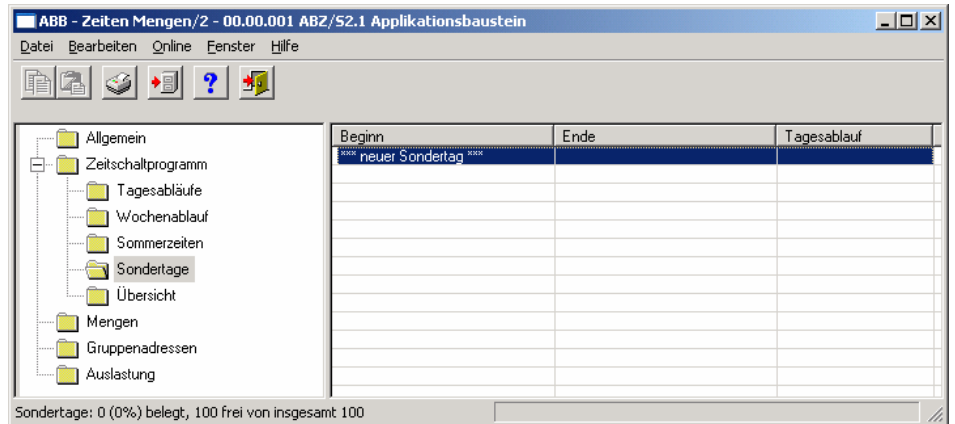 ABB - Zeiten Mengen/2 - 00.00.001 ABZ/S2.1 Applikationsbaustein
Datei Bearbeiten Online Fenster Hilfe
Allgemein
Zeitschaltprogramm
Tagesabläufe
Wochenablauf
Sommerzeiten
Sondertage
Übersicht
Mengen
Gruppenadressen
Auslastung
Beginn Ende Tagesablauf
*** neuer Sondertag ***
Sondertage: 0 (0%) belegt, 100 frei von insgesamt 100